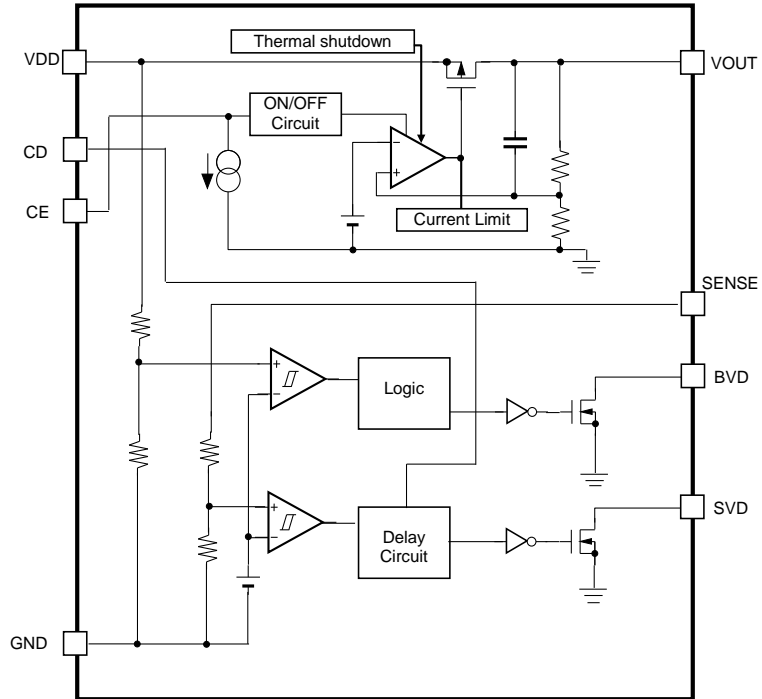 Thermal shutdown
VDD
VOUT
ON/OFF
Circuit
CD
−
+
CE
Current Limit
SENSE
+
−
Logic
BVD
+
−
Delay
Circuit
SVD
GND